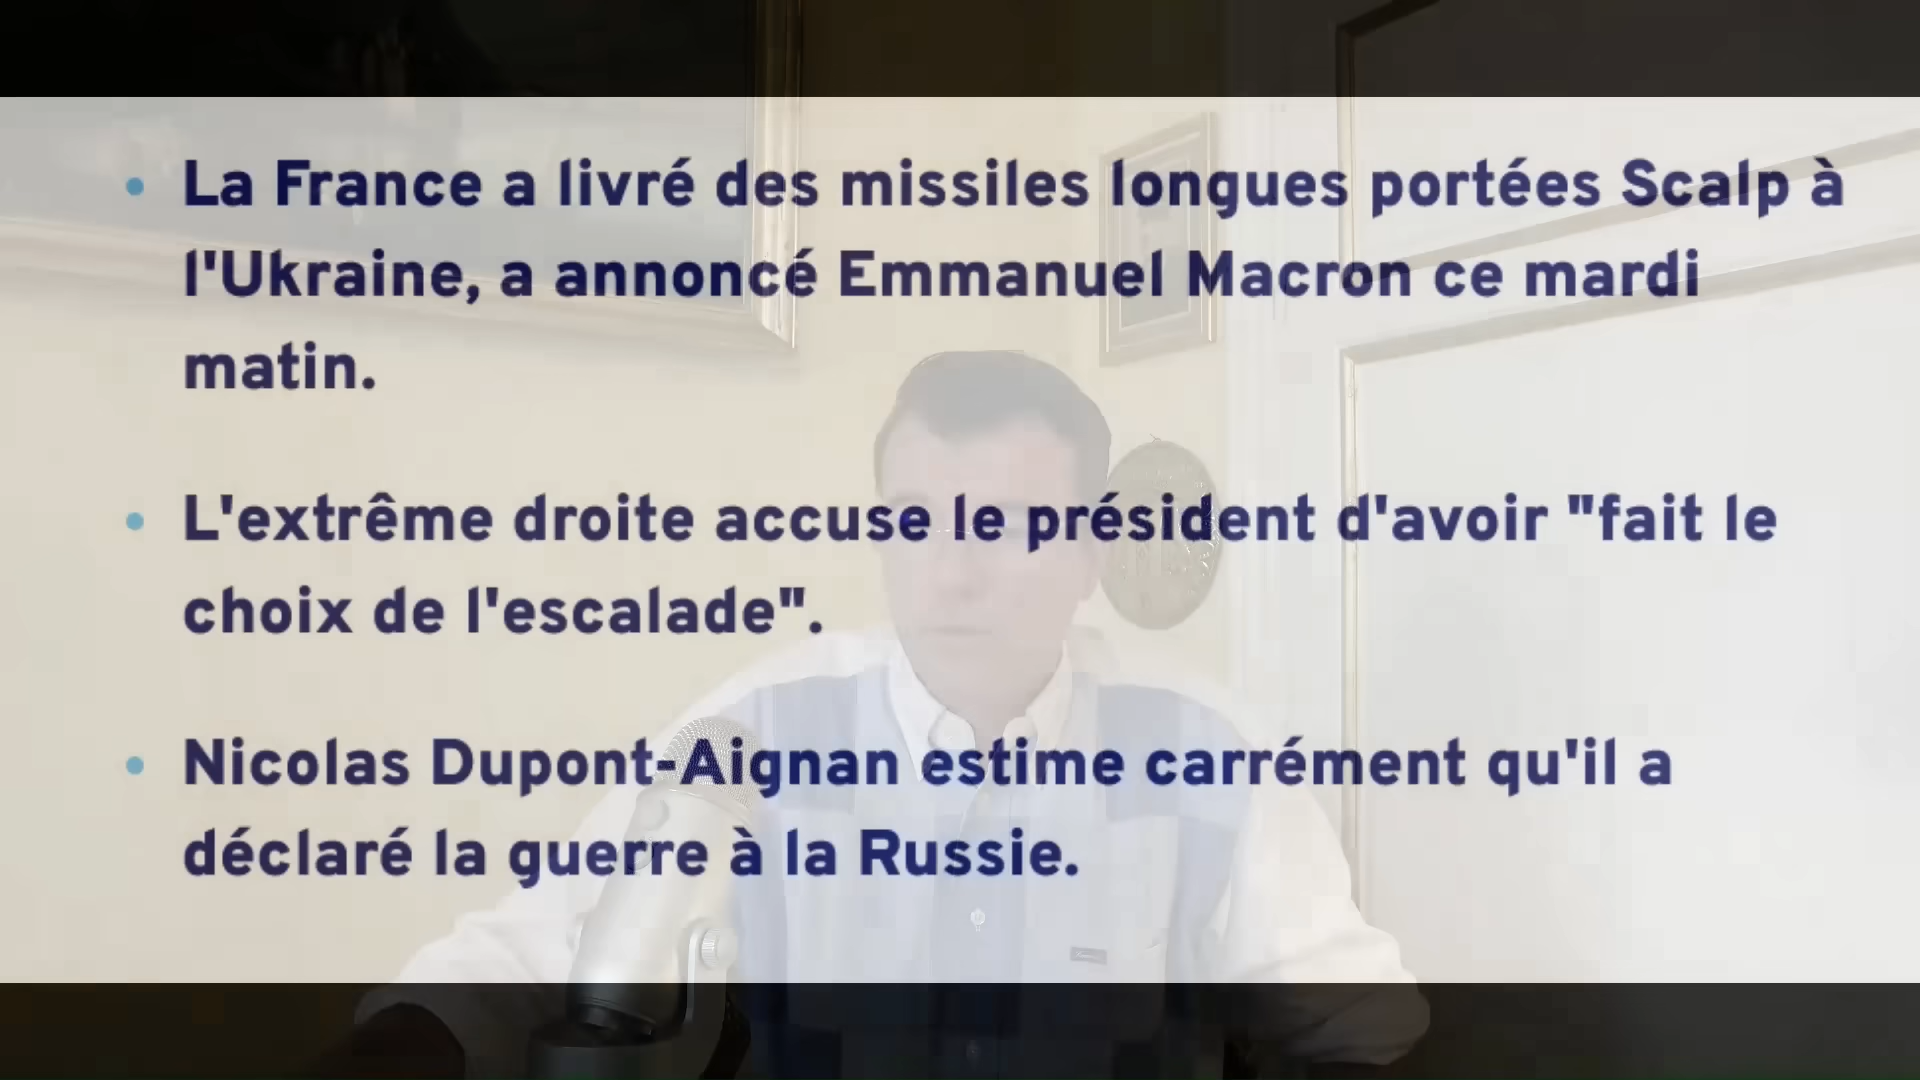 • La France a livré des missiles longues portées Scalp à
l'Ukraine, a annoncé Emmanuel Macron ce mardi
matin.
• L'extrême droite accuse le président d'avoir "fait le
choix de l'escalade".
• Nicolas Dupont-Aignan estime carrément qu'il a
déclaré la guerre à la Russie.